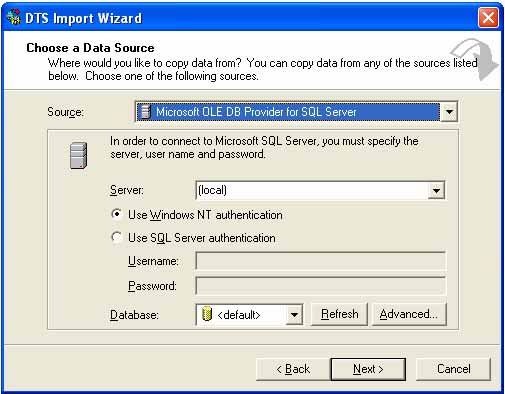 DTS Import Wizard
Choose a Data Source
Where would you like to copy data from? You can copy data from any of the sources listed
below. Choose one of the following sources.
Source: Microsoft OLE DB Provider for SQL Server
In order to connect to Microsoft SQL Server, you must specify the
server, user name and password.
Server: (local)
Use Windows NT authentication
Use SQL Server authentication
Username:
Password:
Database: <default> Refresh Advanced...
< Back Next > Cancel